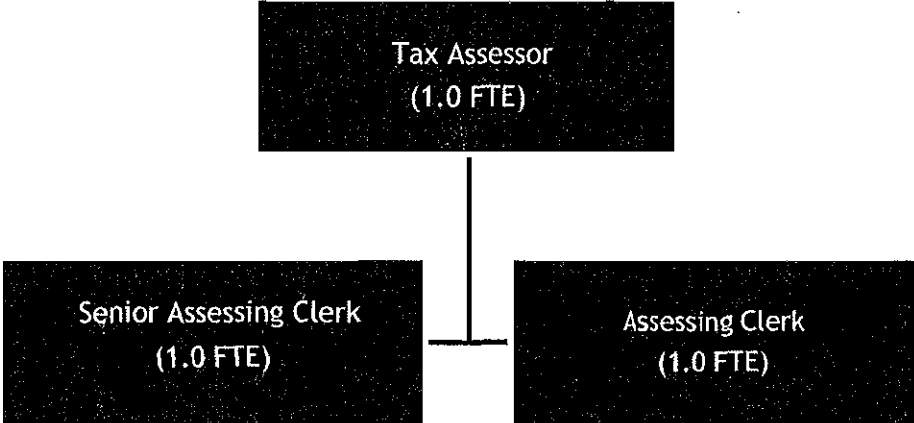 Tax Assessor
(1.0 FTE)
Senior Assessing Clerk
(1.0 FTE)
Assessing Clerk
(1.0 FTE)